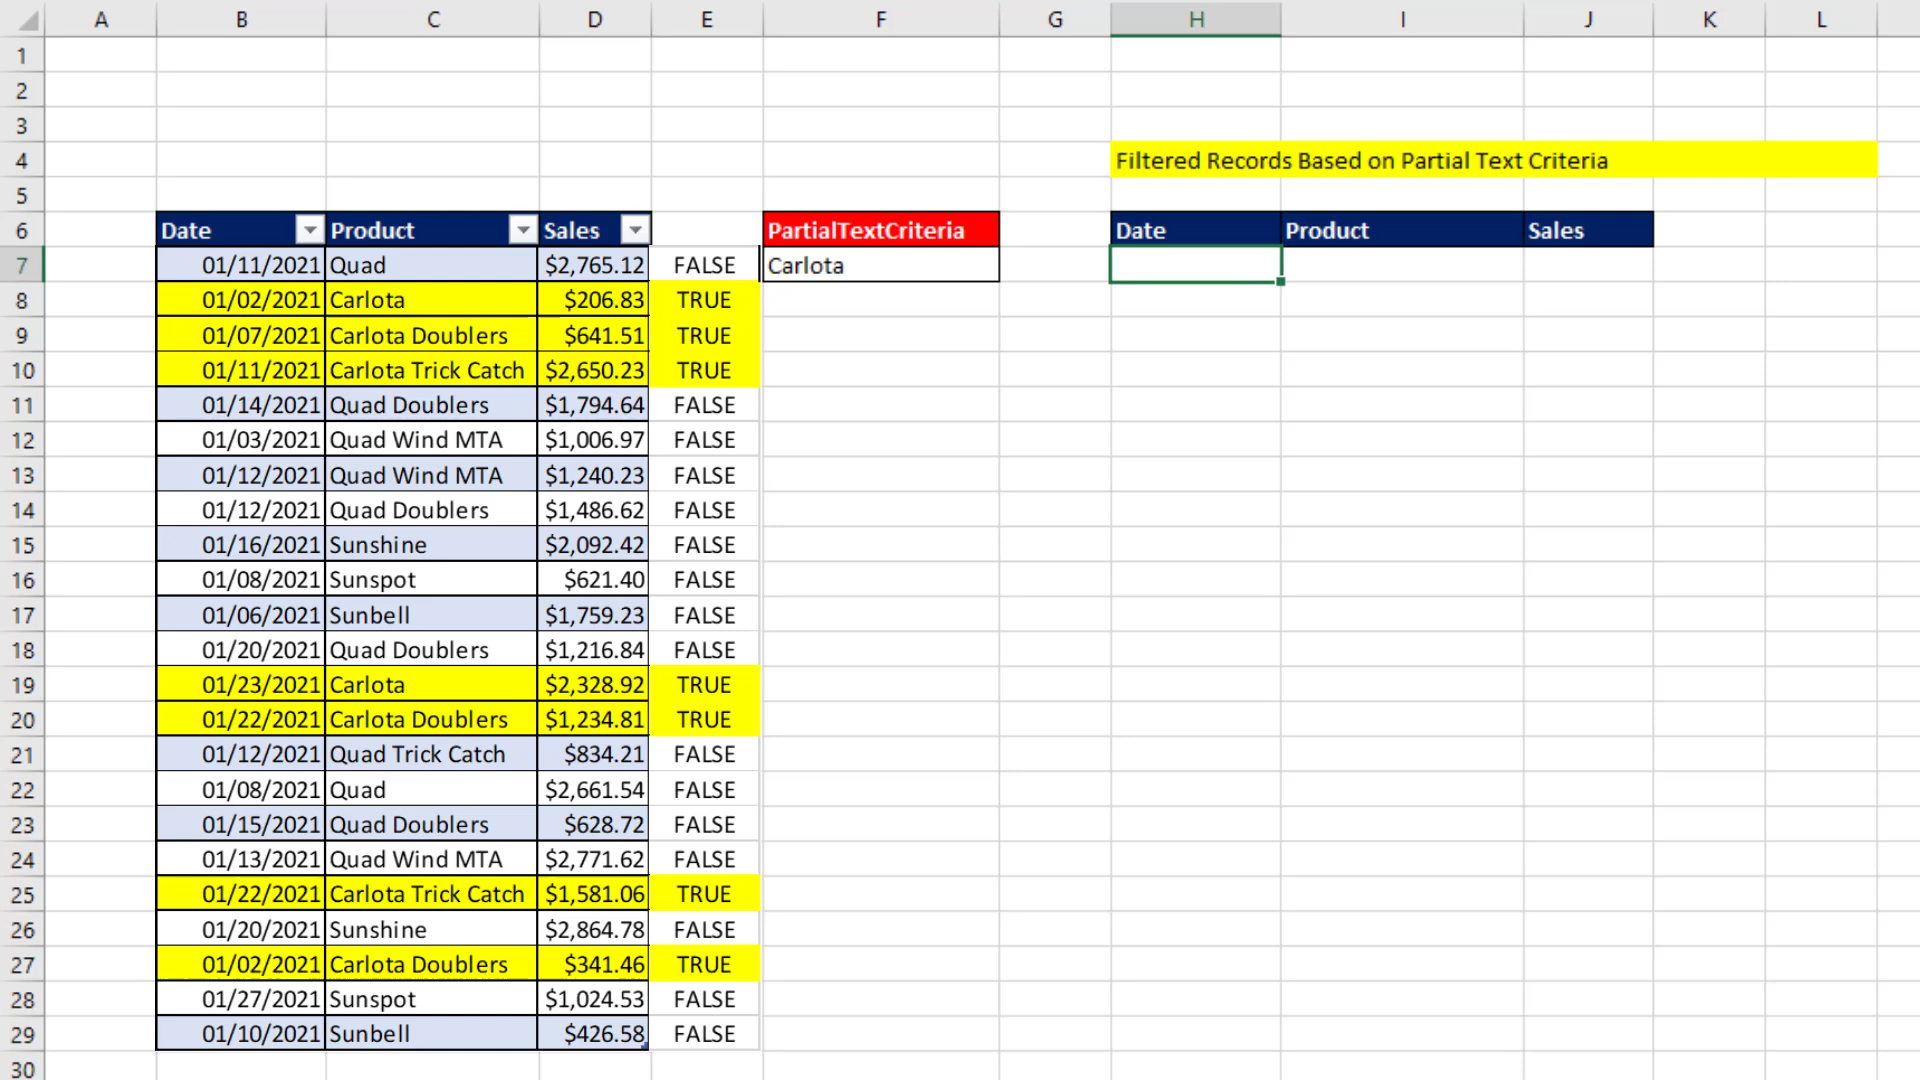 A B C D E F G H I J K L
1
2
3
4 Filtered Records Based on Partial Text Criteria
5
6 Date Product Sales PartialTextCriteria Date Product Sales
7 01/11/2021 Quad $2,765.12 FALSE Carlota
8 01/02/2021 Carlota $206.83 TRUE
9 01/07/2021 Carlota Doublers $641.51 TRUE
10 01/11/2021 Carlota Trick Catch $2,650.23 TRUE
11 01/14/2021 Quad Doublers $1,794.64 FALSE
12 01/03/2021 Quad Wind MTA $1,006.97 FALSE
13 01/12/2021 Quad Wind MTA $1,240.23 FALSE
14 01/12/2021 Quad Doublers $1,486.62 FALSE
15 01/16/2021 Sunshine $2,092.42 FALSE
16 01/08/2021 Sunspot $621.40 FALSE
17 01/06/2021 Sunbell $1,759.23 FALSE
18 01/20/2021 Quad Doublers $1,216.84 FALSE
19 01/23/2021 Carlota $2,328.92 TRUE
20 01/22/2021 Carlota Doublers $1,234.81 TRUE
21 01/12/2021 Quad Trick Catch $834.21 FALSE
22 01/08/2021 Quad $2,661.54 FALSE
23 01/15/2021 Quad Doublers $628.72 FALSE
24 01/13/2021 Quad Wind MTA $2,771.62 FALSE
25 01/22/2021 Carlota Trick Catch $1,581.06 TRUE
26 01/20/2021 Sunshine $2,864.78 FALSE
27 01/02/2021 Carlota Doublers $341.46 TRUE
28 01/27/2021 Sunspot $1,024.53 FALSE
29 01/10/2021 Sunbell $426.58 FALSE
30